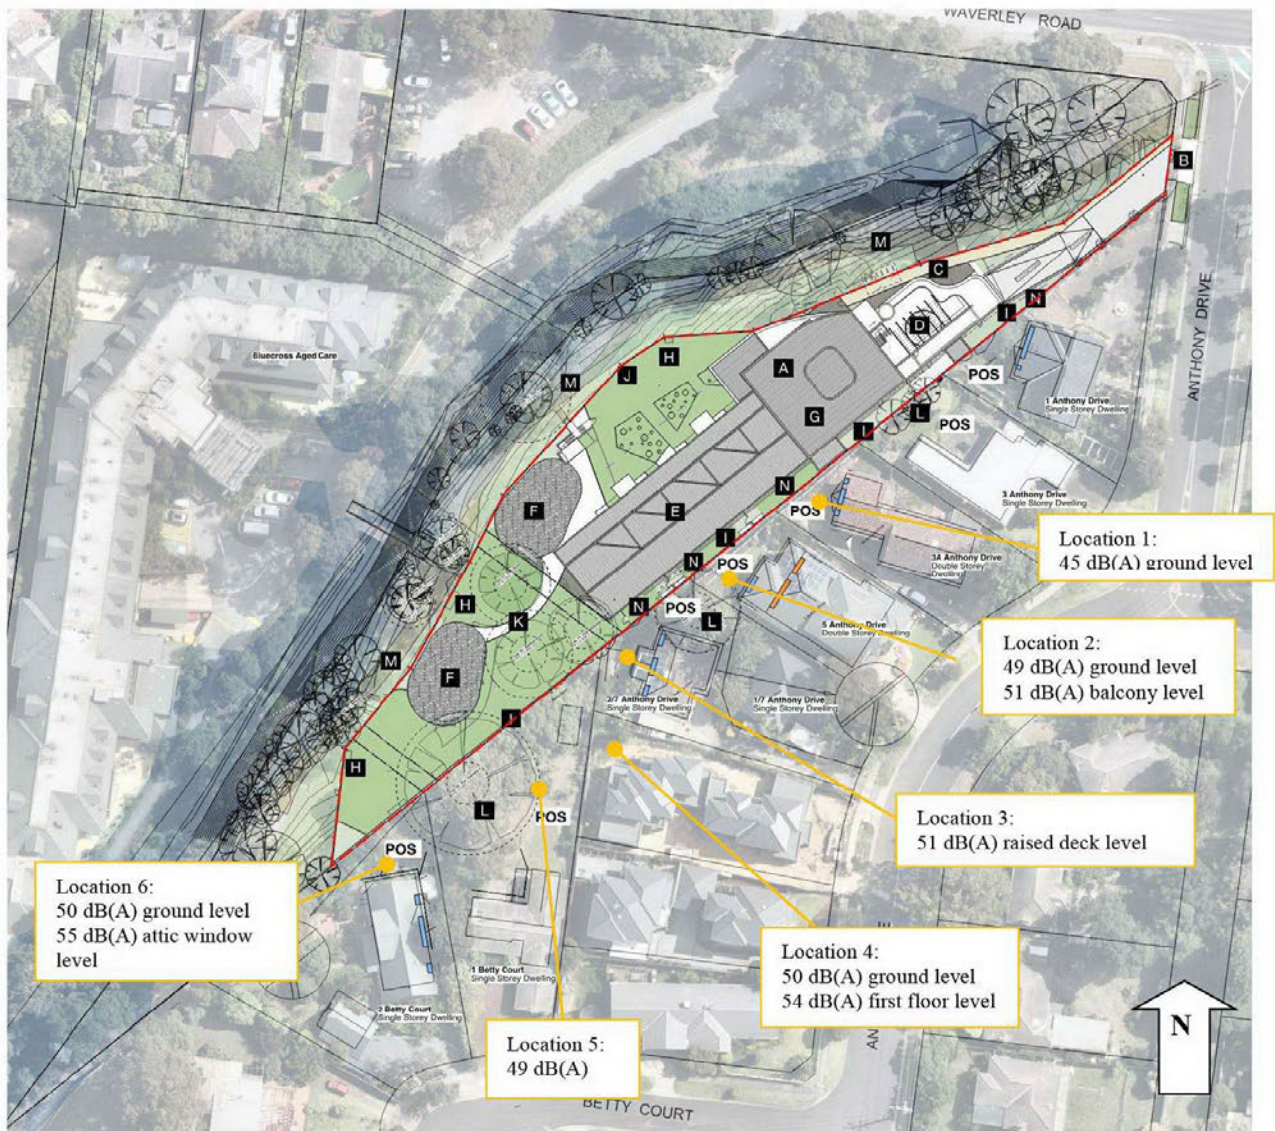 WAVERLEY ROAD
B
ANTHONY DRIVE
M
C
N
I
D
Bluecross Aged Care
H
J
M
A
POS
1 Anthony Drive
Single Storey Dwelling
L
POS
G
I
N
POS
3 Anthony Drive
Single Storey Dwelling
F
E
I
3A Anthony Drive
Double Storey
Dwelling
Location 1:
45 dB(A) ground level
N
POS
H
N
POS
K
L
5 Anthony Drive
Double Storey Dwelling
Location 2:
49 dB(A) ground level
51 dB(A) balcony level
M
F
2/7 Anthony Drive
Single Storey Dwelling
1/7 Anthony Drive
Single Storey Dwelling
H
L
POS
Location 3:
51 dB(A) raised deck level
POS
Location 6:
50 dB(A) ground level
55 dB(A) attic window
level
Location 4:
50 dB(A) ground level
54 dB(A) first floor level
1 Betty Court
Single Storey Dwelling
2 Betty Court
Single Storey Dwelling
Location 5:
49 dB(A)
N
BETTY COURT